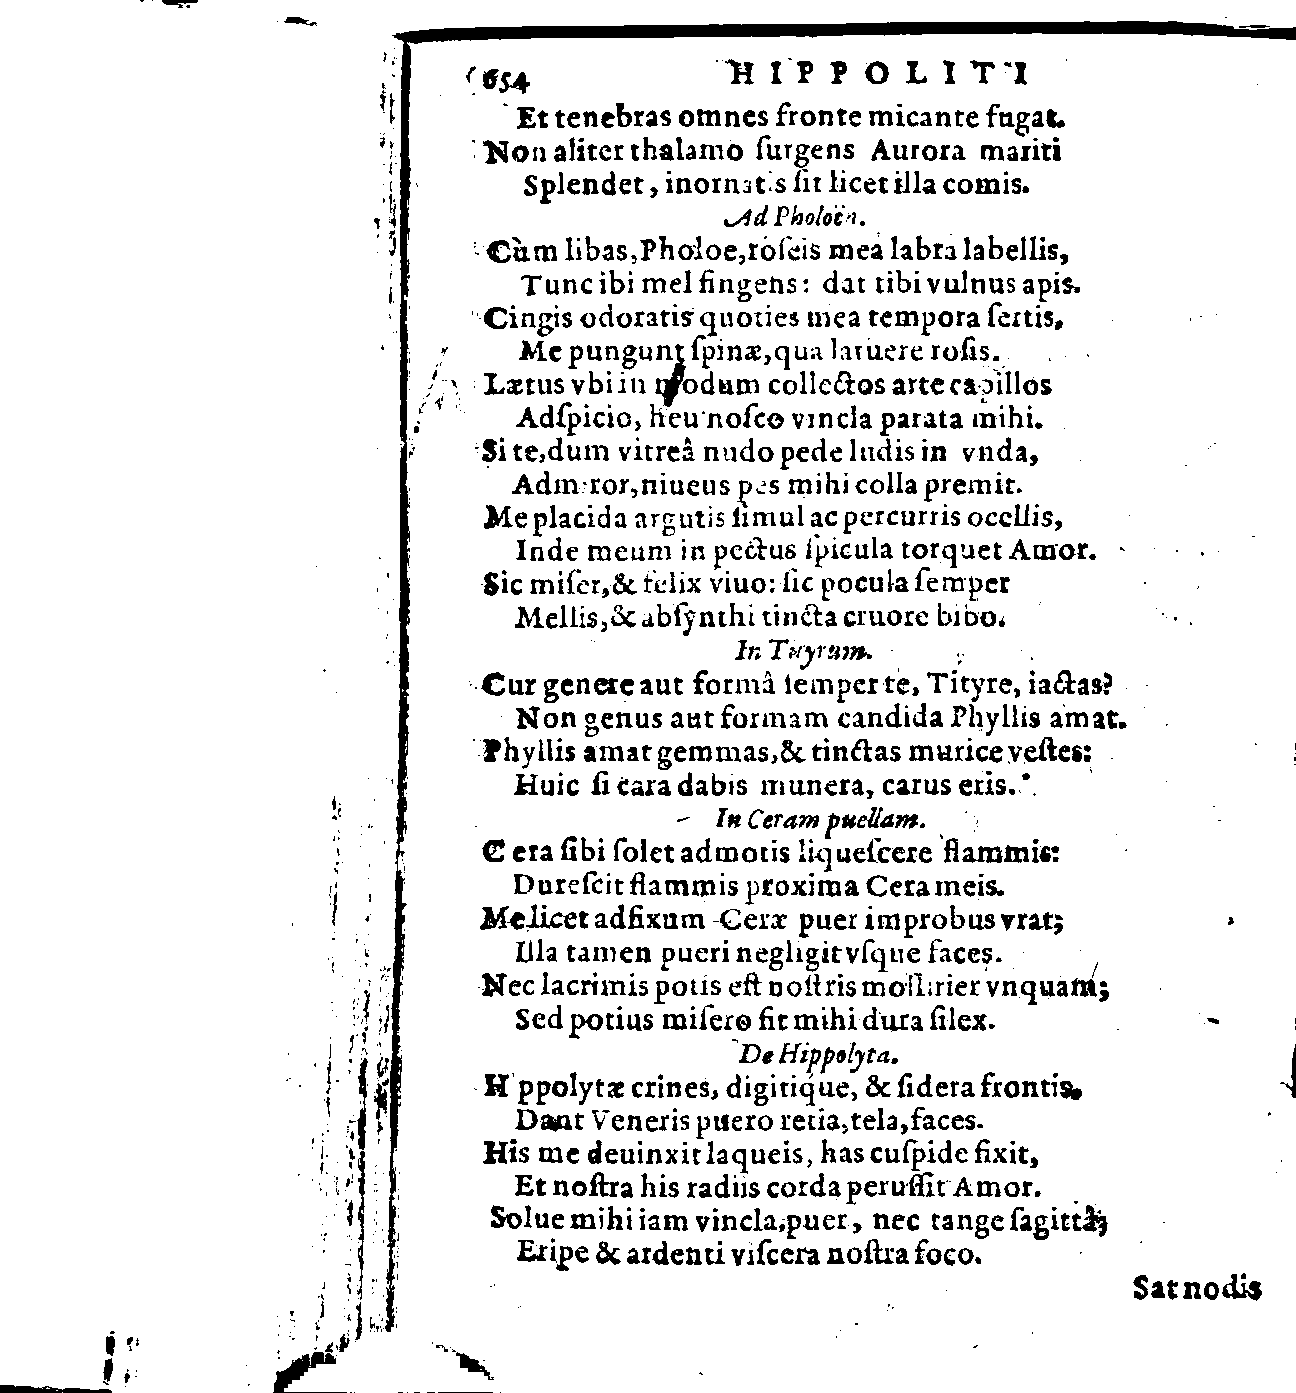 654 HIPPOLITI
Et tenebras omnes fronte micante fugat.
Non aliter thalamo ſurgens Aurora mariti
Splendet, inornatis ſit licet illa comis.
Ad Pholoën.
Cùm libas, Pholoe, roſeis mea labra labellis,
Tunc ibi mel fingens: dat tibi vulnus apis.
Cingis odoratis quoties mea tempora ſertis,
Me pungunt ſpinæ, qua latuere roſis.
Lætus vbi in nodum collectos arte capillos
Adſpicio, heu noſco vincla parata mihi.
Si te, dum vitreâ nudo pede ludis in vnda,
Admiror, niueus pes mihi colla premit.
Me placida argutis ſimul ac percurris ocellis,
Inde meum in pectus ſpicula torquet Amor.
Sic miſer, & felix viuo: ſic pocula ſemper
Mellis, & abſynthi tincta cruore bibo.
In Tityrum.
Cur genere aut formâ ſemper te, Tityre, iactas?
Non genus aut formam candida Phyllis amat.
Phyllis amat gemmas, & tinctas murice veſtes:
Huic ſi cara dabis munera, carus eris.
In Ceram puellam.
Cera ſibi ſolet admotis liqueſcere flammis:
Dureſcit flammis proxima Cera meis.
Me licet adfixum Ceræ puer improbus vrat;
Illa tamen pueri negligit vſque faces.
Nec lacrimis potis eſt noſtris mollirier vnquam;
Sed potius miſero fit mihi dura ſilex.
De Hippolyta.
Hippolytæ crines, digitique, & ſidera frontis,
Dant Veneris puero retia, tela, faces.
His me deuinxit laqueis, has cuſpide fixit,
Et noſtra his radiis corda peruſſit Amor.
Solue mihi iam vincla, puer, nec tange ſagittâ;
Eripe & ardenti viſcera noſtra foco.
Sat nodis